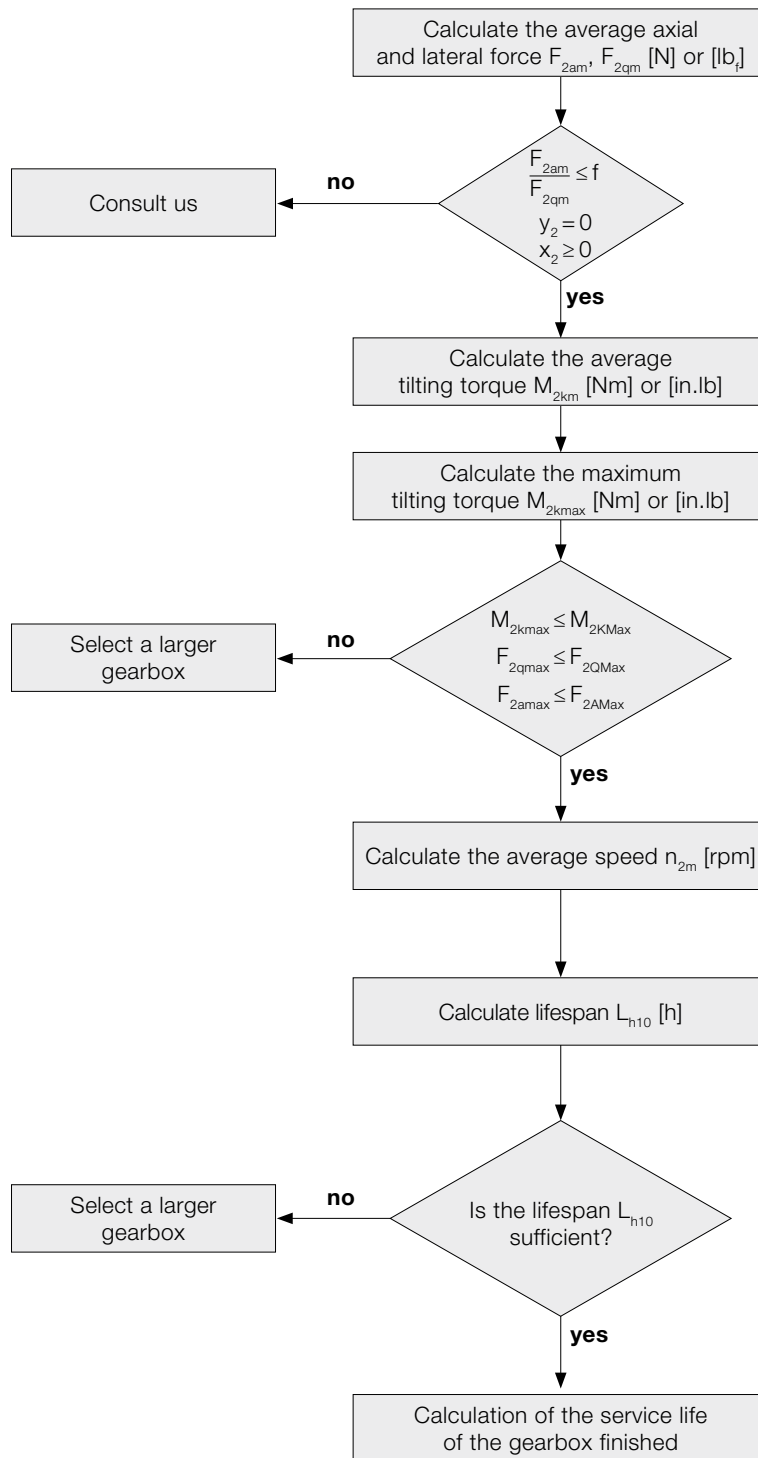 Calculate the average axial
and lateral force F₂ₐₘ, F₂qₘ [N] or [lb_f]
F₂ₐₘ
F₂qₘ
≤ f
y₂ = 0
x₂ ≥ 0
no
Consult us
yes
Calculate the average
tilting torque M₂ₖₘ [Nm] or [in.lb]
Calculate the maximum
tilting torque M₂ₖₘₐₓ [Nm] or [in.lb]
M₂ₖₘₐₓ ≤ M₂KMax
F₂qmax ≤ F₂QMax
F₂amax ≤ F₂AMax
no
Select a larger
gearbox
yes
Calculate the average speed n₂ₘ [rpm]
Calculate lifespan Lₕ₁₀ [h]
Is the lifespan Lₕ₁₀
sufficient?
no
Select a larger
gearbox
yes
Calculation of the service life
of the gearbox finished